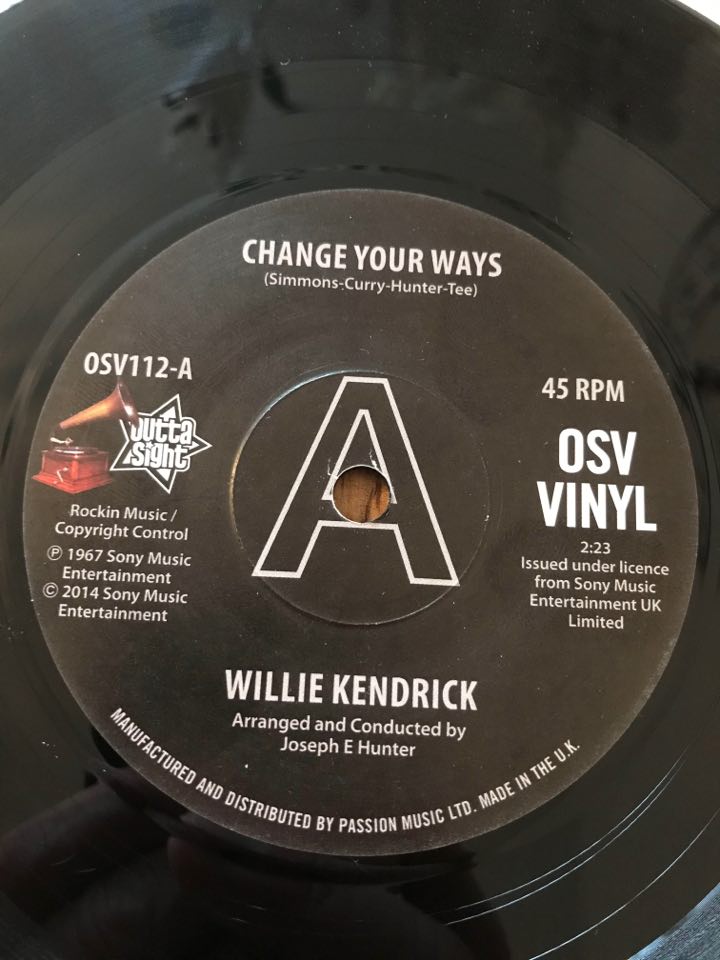 CHANGE YOUR WAYS
(Simmons-Curry-Hunter-Tee)
OSV112-A
outta
sight
Rockin Music /
Copyright Control
℗ 1967 Sony Music
Entertainment
© 2014 Sony Music
Entertainment
A
45 RPM
OSV
VINYL
2:23
Issued under licence
from Sony Music
Entertainment UK
Limited
WILLIE KENDRICK
Arranged and Conducted by
Joseph E Hunter
MANUFACTURED AND DISTRIBUTED BY PASSION MUSIC LTD. MADE IN THE U.K.